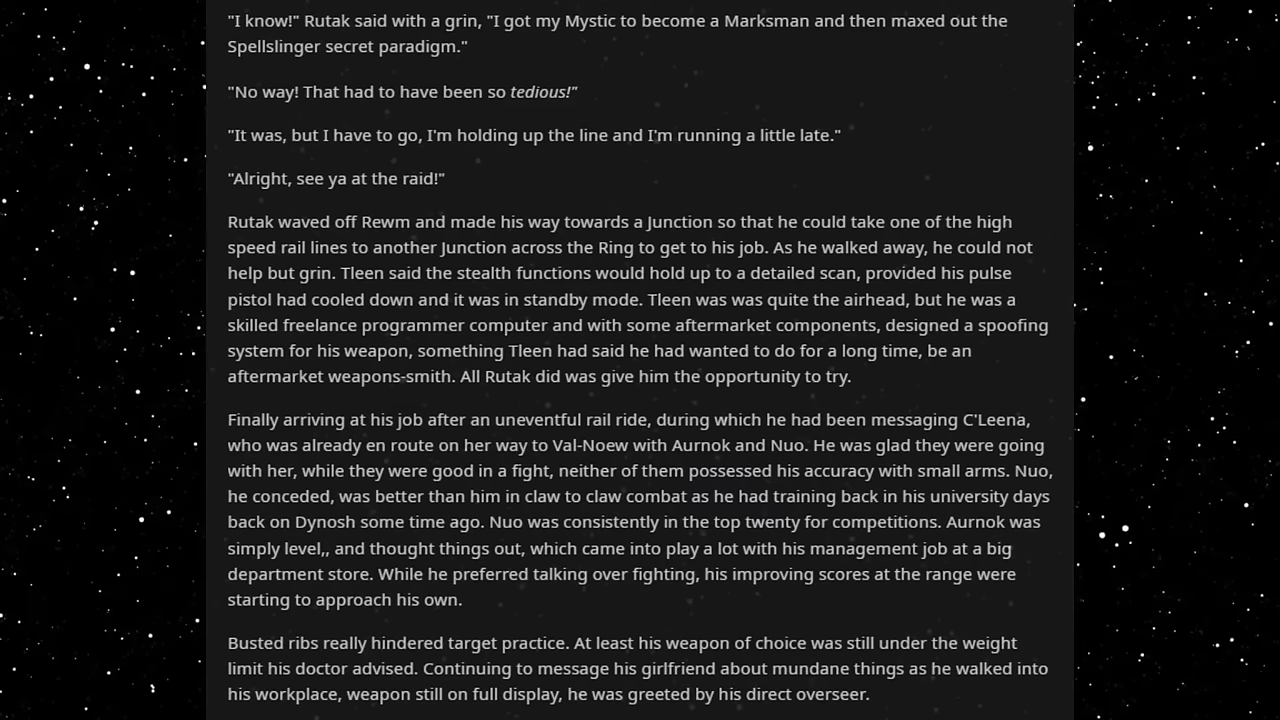 "I know!" Rutak said with a grin, "I got my Mystic to become a Marksman and then maxed out the
Spellslinger secret paradigm."
"No way! That had to have been so tedious!"
"It was, but I have to go, I'm holding up the line and I'm running a little late."
"Alright, see ya at the raid!"
Rutak waved off Rewm and made his way towards a Junction so that he could take one of the high
speed rail lines to another Junction across the Ring to get to his job. As he walked away, he could not
help but grin. Tleen said the stealth functions would hold up to a detailed scan, provided his pulse
pistol had cooled down and it was in standby mode. Tleen was was quite the airhead, but he was a
skilled freelance programmer computer and with some aftermarket components, designed a spoofing
system for his weapon, something Tleen had said he had wanted to do for a long time, be an
aftermarket weapons-smith. All Rutak did was give him the opportunity to try.
Finally arriving at his job after an uneventful rail ride, during which he had been messaging C'Leena,
who was already en route on her way to Val-Noew with Aurnok and Nuo. He was glad they were going
with her, while they were good in a fight, neither of them possessed his accuracy with small arms. Nuo,
he conceded, was better than him in claw to claw combat as he had training back in his university days
back on Dynosh some time ago. Nuo was consistently in the top twenty for competitions. Aurnok was
simply level,, and thought things out, which came into play a lot with his management job at a big
department store. While he preferred talking over fighting, his improving scores at the range were
starting to approach his own.
Busted ribs really hindered target practice. At least his weapon of choice was still under the weight
limit his doctor advised. Continuing to message his girlfriend about mundane things as he walked into
his workplace, weapon still on full display, he was greeted by his direct overseer.